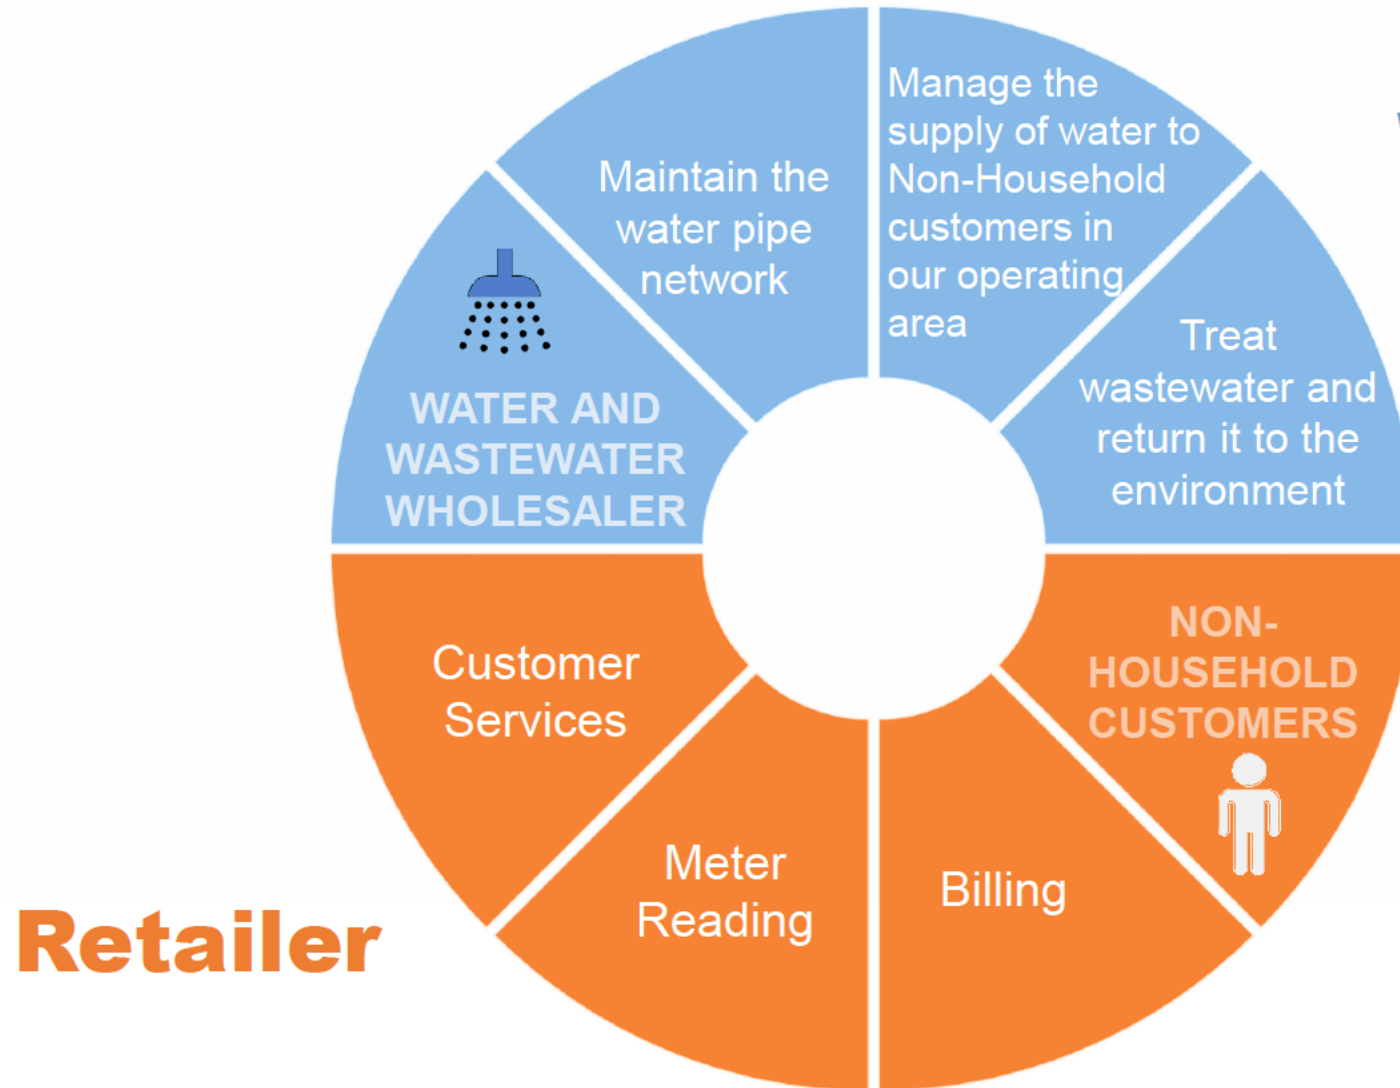 Manage the
supply of water to
Non-Household
customers in
our operating
area
Maintain the
water pipe
network
Treat
wastewater and
return it to the
environment
WATER AND
WASTEWATER
WHOLESALER
NON-
HOUSEHOLD
CUSTOMERS
Customer
Services
Meter
Reading
Billing
Retailer